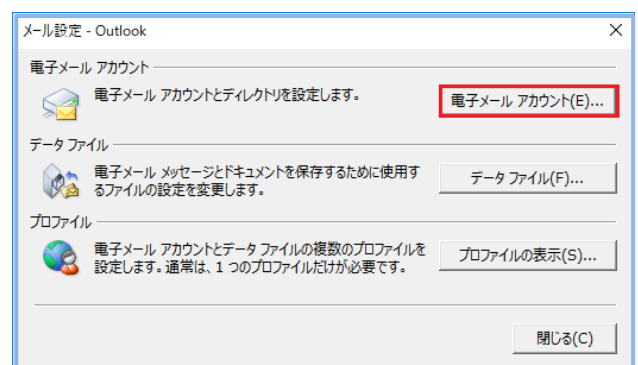 メール設定 - Outlook
電子メール アカウント
電子メール アカウントとディレクトリを設定します。
電子メール アカウント(E)...
データ ファイル
電子メール メッセージとドキュメントを保存するために使用す
るファイルの設定を変更します。
データ ファイル(F)...
プロファイル
電子メール アカウントとデータ ファイルの複数のプロファイルを
設定します。通常は、1 つのプロファイルだけが必要です。
プロファイルの表示(S)...
閉じる(C)